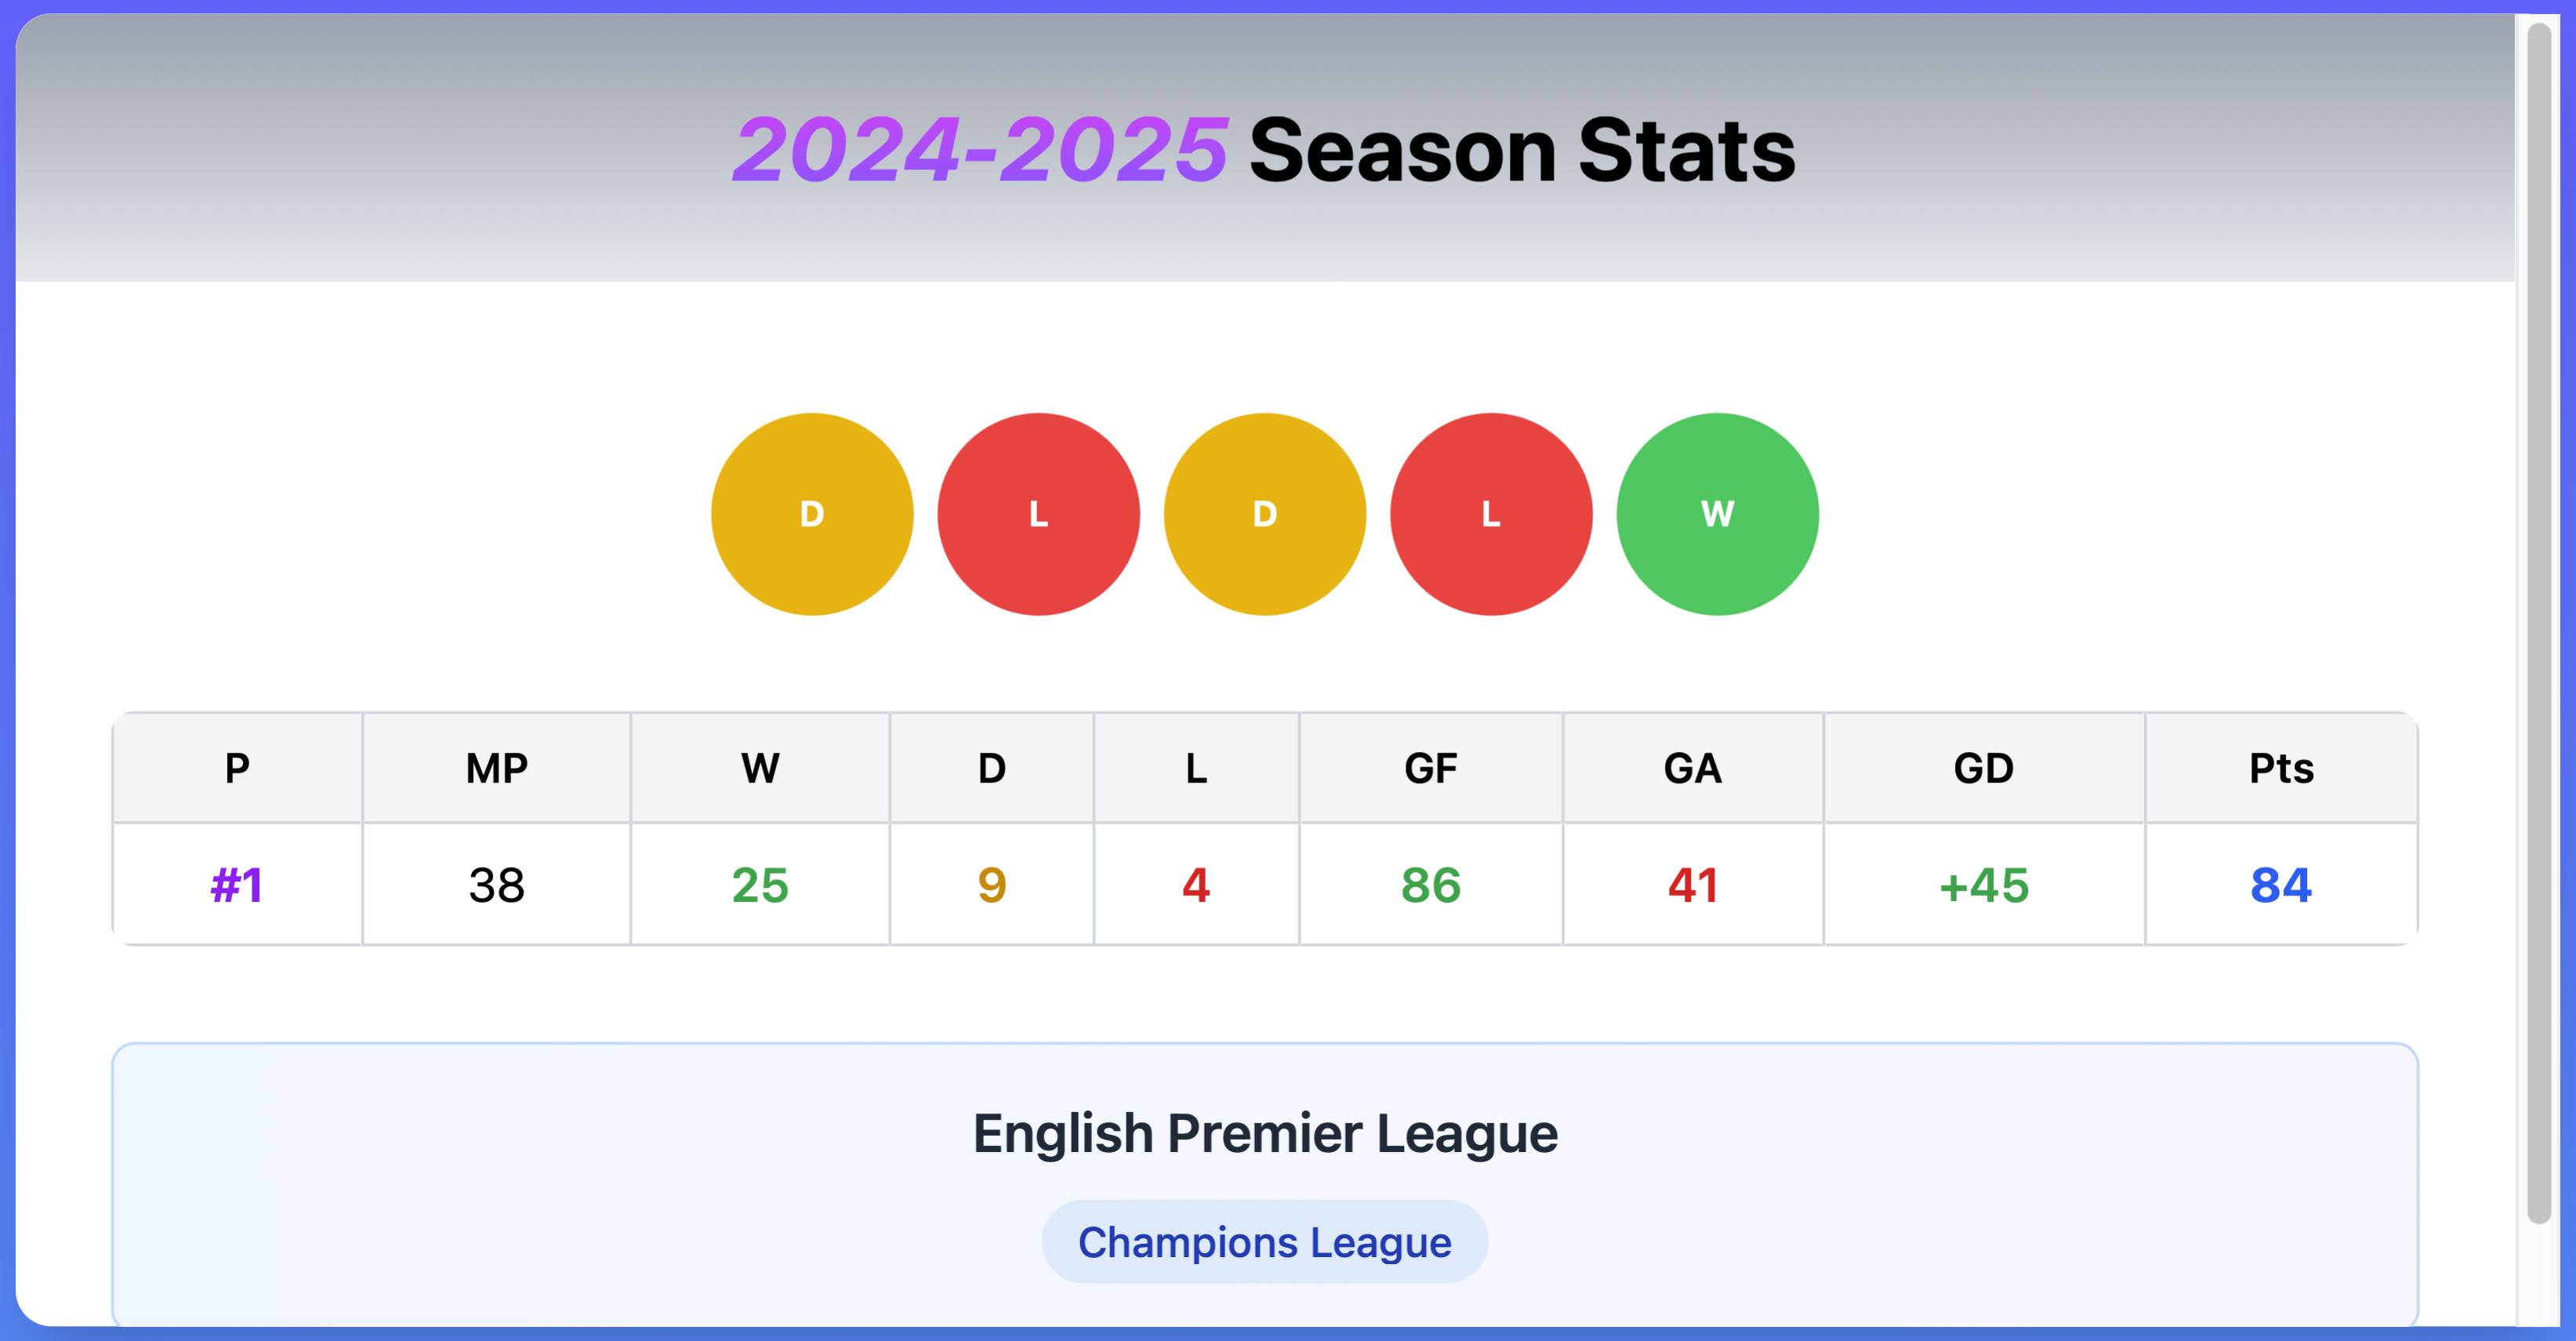 2024-2025 Season Stats
D L D L W
P MP W D L GF GA GD Pts
#1 38 25 9 4 86 41 +45 84
English Premier League
Champions League